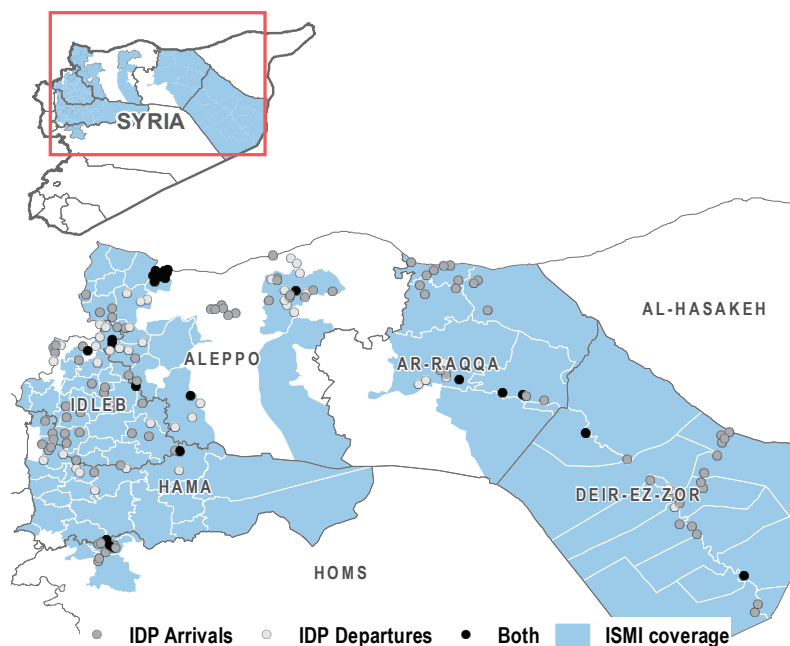 SYRIA
AL-HASAKEH
ALEPPO
AR-RAQQA
IDLEB
HAMA
DEIR-EZ-ZOR
HOMS
IDP Arrivals IDP Departures Both ISMI coverage